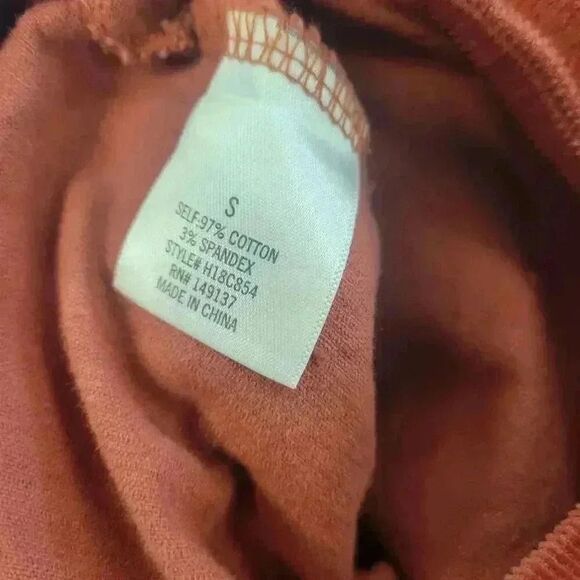 S
SELF:97% COTTON
3% SPANDEX
STYLE# H18C854
RN# 149137
MADE IN CHINA